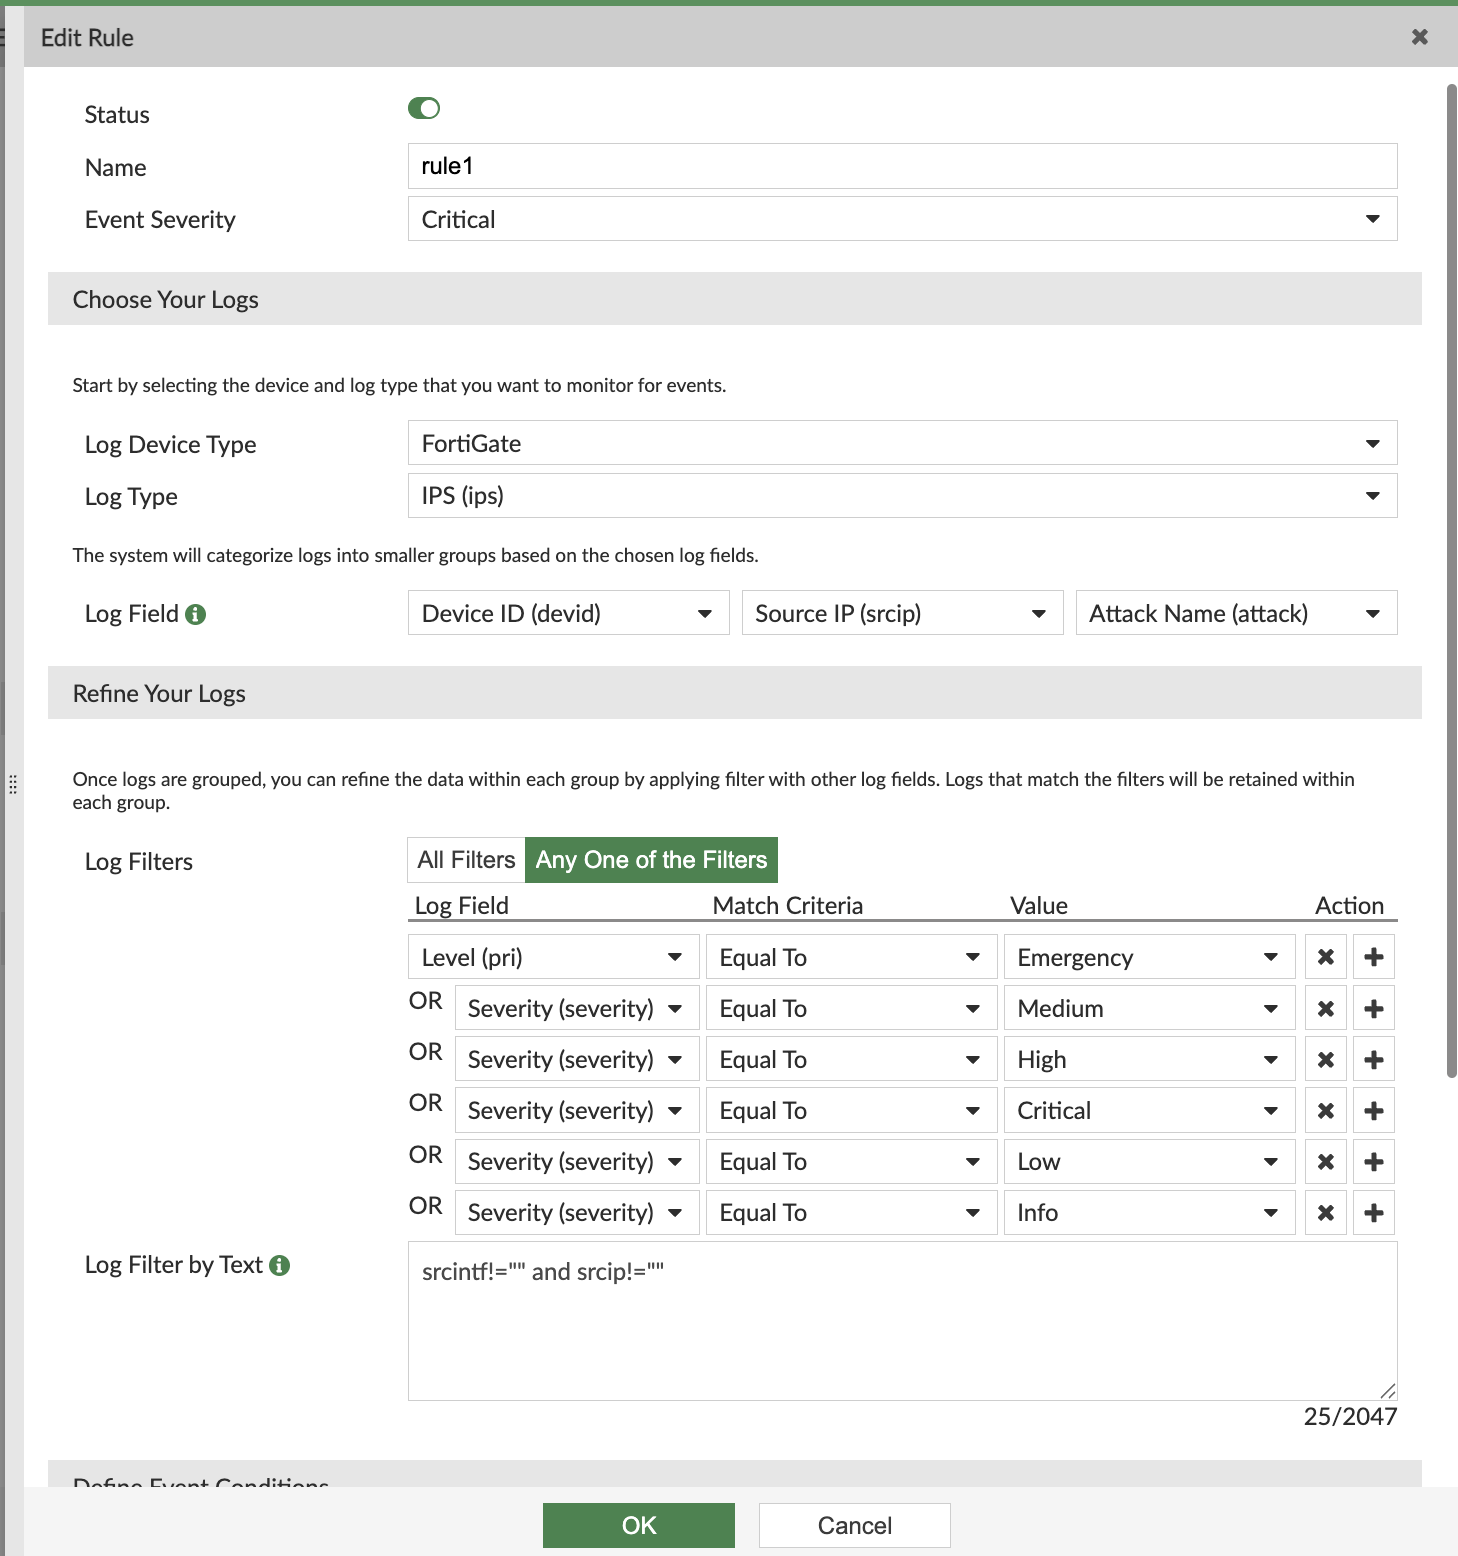 Edit Rule
Status
Name
rule1
Event Severity
Critical
Choose Your Logs
Start by selecting the device and log type that you want to monitor for events.
Log Device Type
FortiGate
Log Type
IPS (ips)
The system will categorize logs into smaller groups based on the chosen log fields.
Log Field
Device ID (devid)
Source IP (srcip)
Attack Name (attack)
Refine Your Logs
Once logs are grouped, you can refine the data within each group by applying filter with other log fields. Logs that match the filters will be retained within
each group.
Log Filters
All Filters
Any One of the Filters
Log Field Match Criteria Value Action
Level (pri) Equal To Emergency
OR Severity (severity) Equal To Medium
OR Severity (severity) Equal To High
OR Severity (severity) Equal To Critical
OR Severity (severity) Equal To Low
OR Severity (severity) Equal To Info
Log Filter by Text
srcintf!="" and srcip!=""
25/2047
Define Event Conditions
OK
Cancel